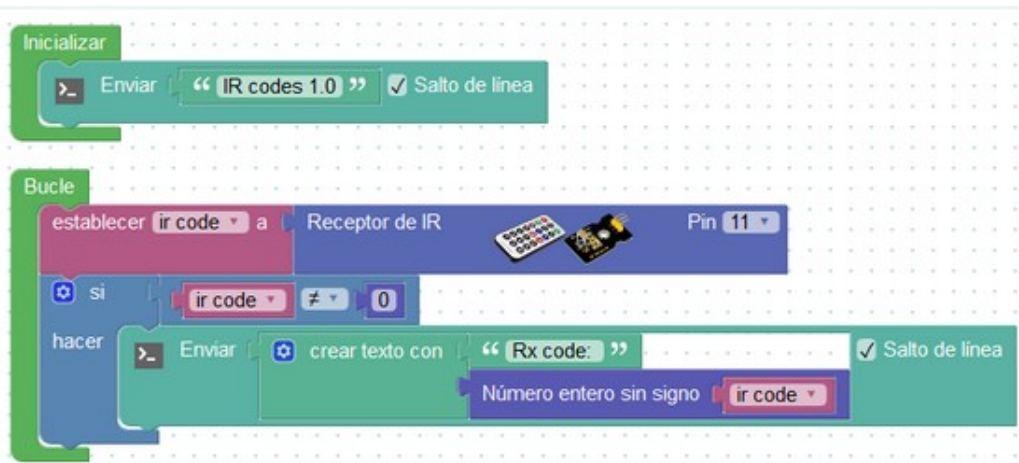 Inicializar
>_ Enviar “ IR codes 1.0 ” Salto de línea
Bucle
establecer ir code a Receptor de IR Pin 11
si ir code ≠ 0
hacer >_ Enviar crear texto con “ Rx code: ” Salto de línea
Número entero sin signo ir code